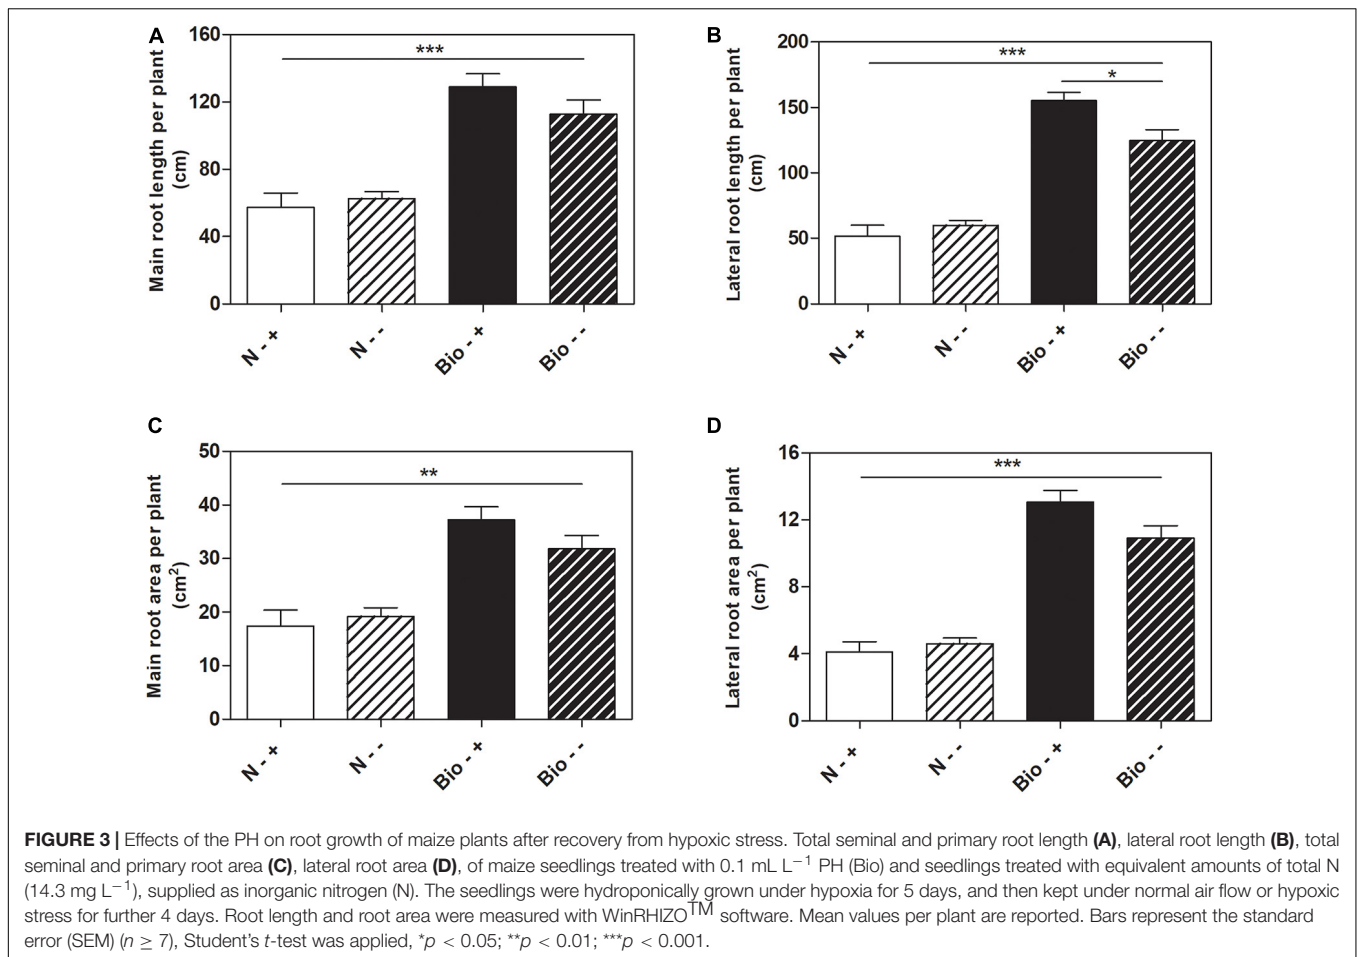 A
160
120
80
40
0
Main root length per plant
(cm)
***
N - +
N - -
Bio - +
Bio - -
B
200
150
100
50
0
Lateral root length per plant
(cm)
***
*
N - +
N - -
Bio - +
Bio - -
C
50
40
30
20
10
0
Main root area per plant
(cm²)
**
N - +
N - -
Bio - +
Bio - -
D
16
12
8
4
0
Lateral root area per plant
(cm²)
***
N - +
N - -
Bio - +
Bio - -
FIGURE 3 | Effects of the PH on root growth of maize plants after recovery from hypoxic stress. Total seminal and primary root length (A), lateral root length (B), total
seminal and primary root area (C), lateral root area (D), of maize seedlings treated with 0.1 mL L⁻¹ PH (Bio) and seedlings treated with equivalent amounts of total N
(14.3 mg L⁻¹), supplied as inorganic nitrogen (N). The seedlings were hydroponically grown under hypoxia for 5 days, and then kept under normal air flow or hypoxic
stress for further 4 days. Root length and root area were measured with WinRHIZO™ software. Mean values per plant are reported. Bars represent the standard
error (SEM) (n ≥ 7), Student's t-test was applied, *p < 0.05; **p < 0.01; ***p < 0.001.